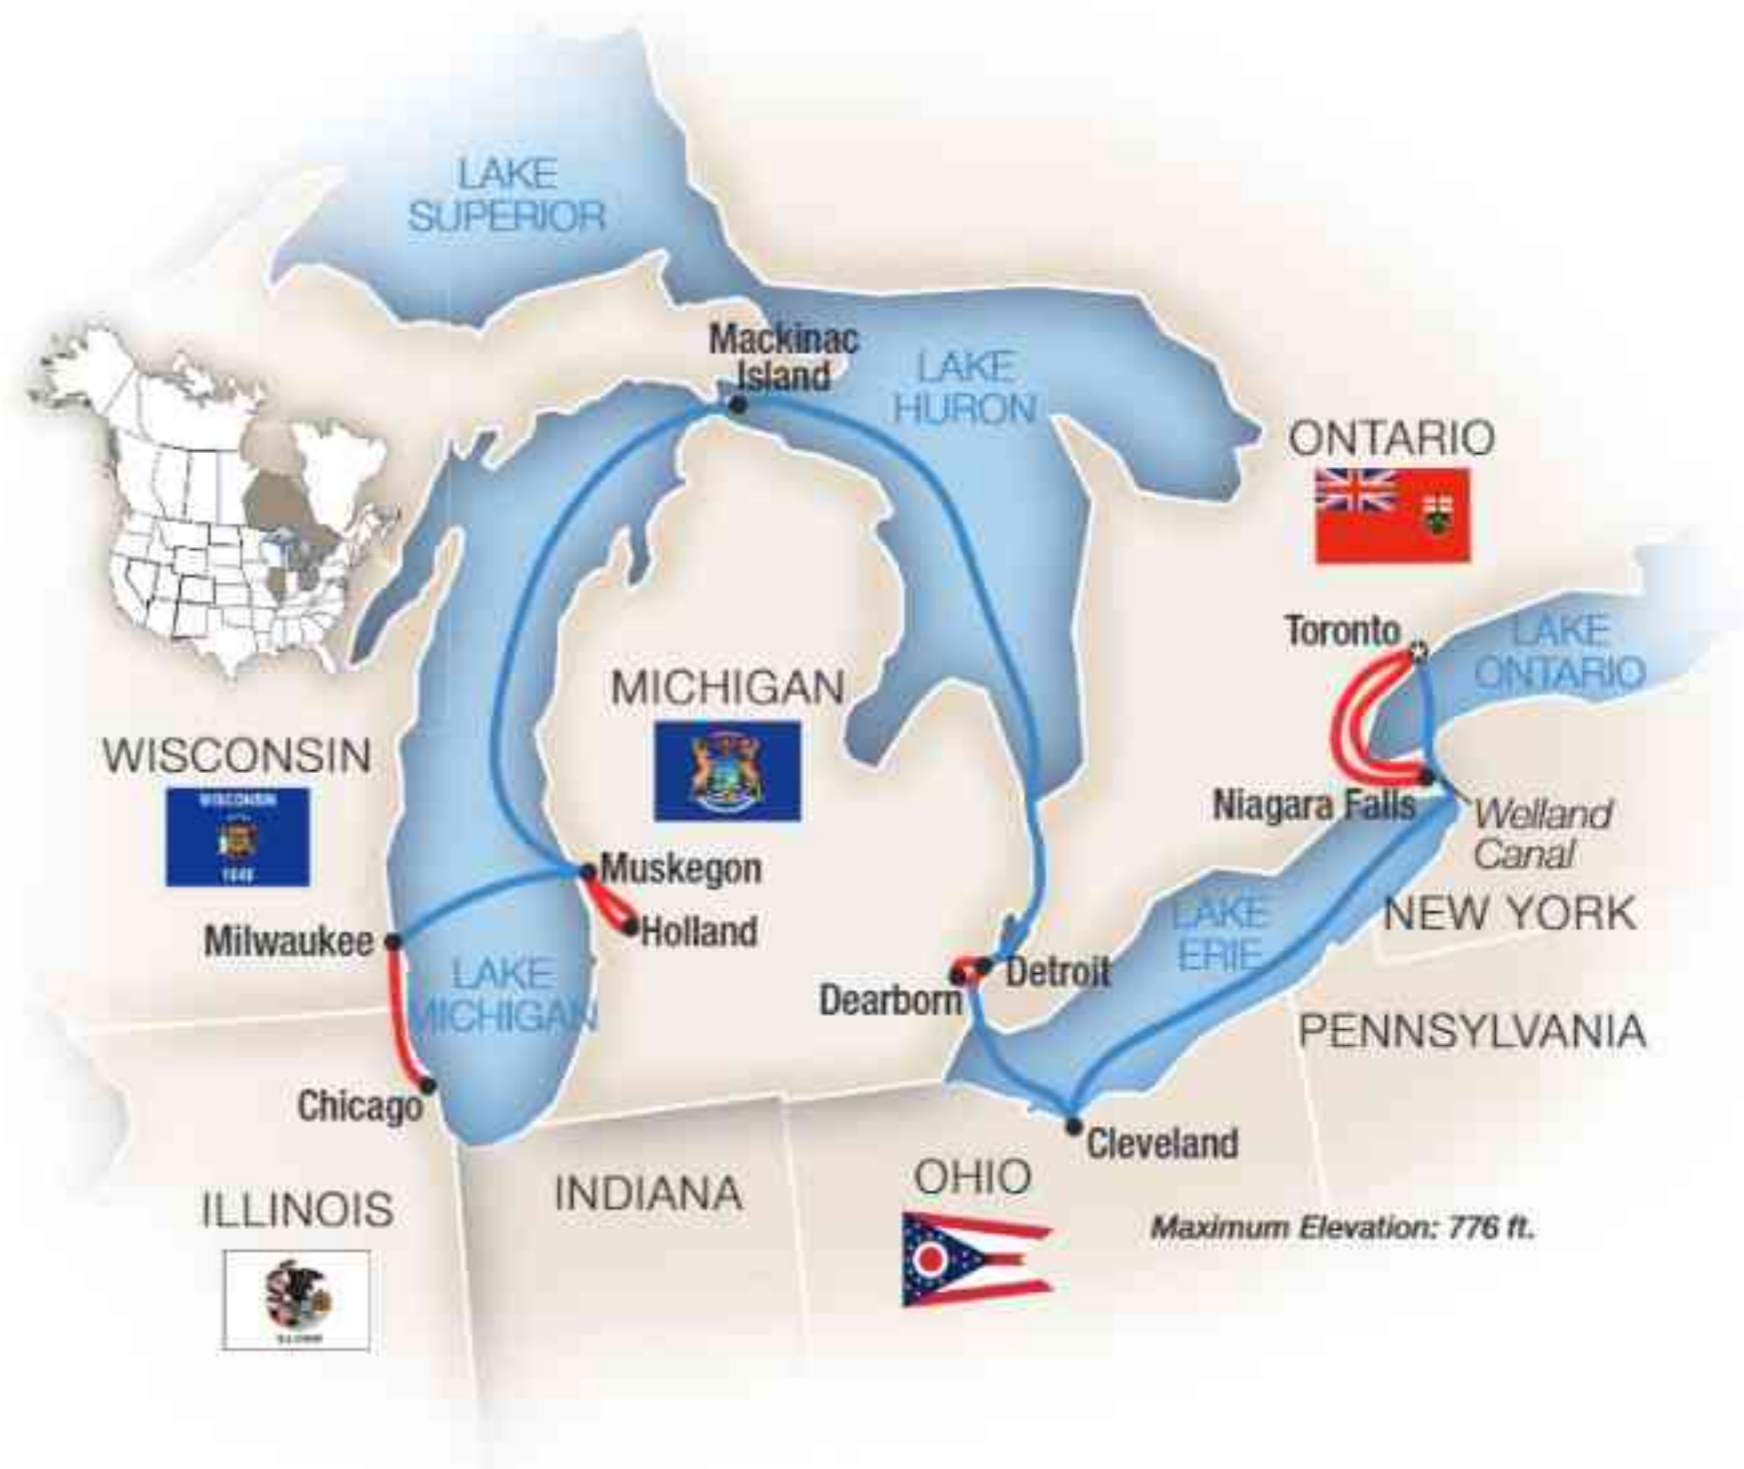 LAKE
SUPERIOR
Mackinac
Island
LAKE
HURON
ONTARIO
Toronto
LAKE
ONTARIO
MICHIGAN
WISCONSIN
WISCONSIN
1848
Niagara Falls
Welland
Canal
Muskegon
NEW YORK
LAKE
ERIE
Milwaukee
Holland
LAKE
MICHIGAN
Detroit
Dearborn
PENNSYLVANIA
Chicago
Cleveland
OHIO
INDIANA
ILLINOIS
Maximum Elevation: 776 ft.